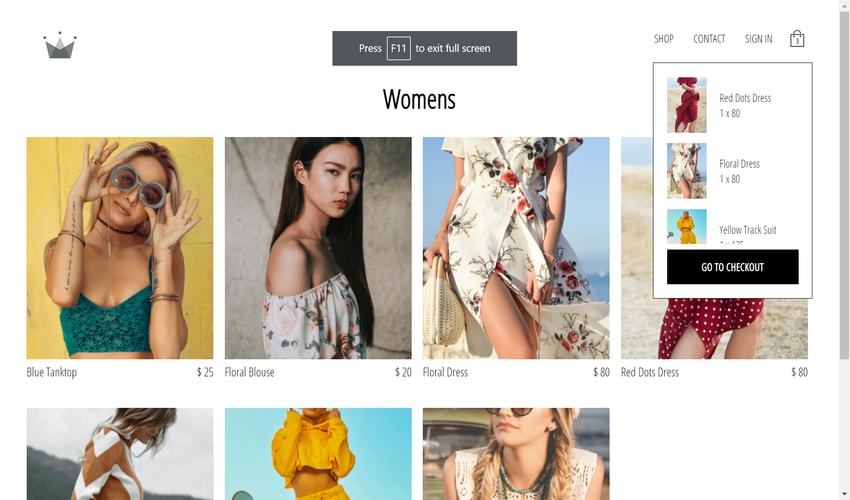 Press F11 to exit full screen
SHOP
CONTACT
SIGN IN
3
Womens
Red Dots Dress
1 x 80
Floral Dress
1 x 80
Yellow Track Suit
GO TO CHECKOUT
Blue Tanktop
$ 25
Floral Blouse
$ 20
Floral Dress
$ 80
Red Dots Dress
$ 80